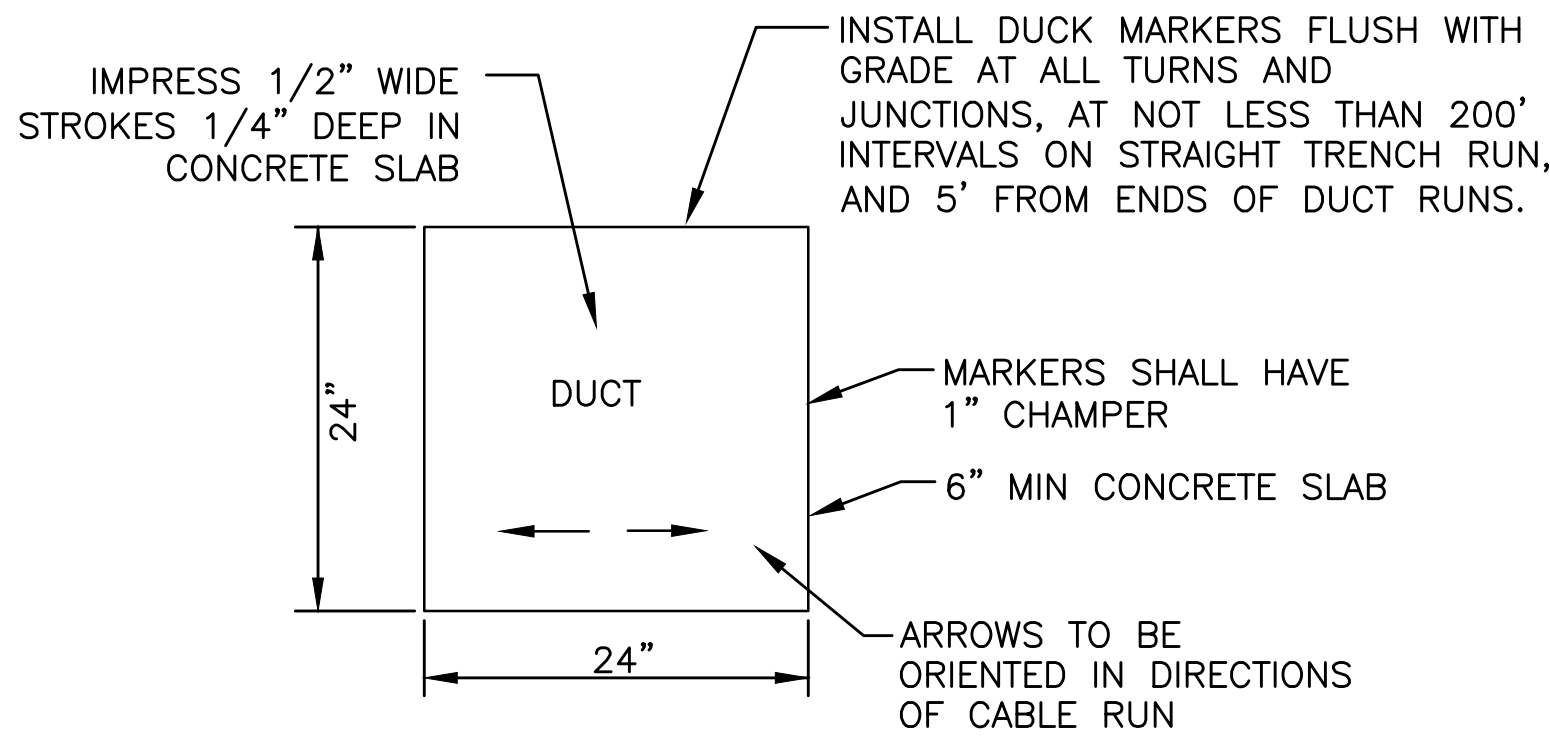 INSTALL DUCK MARKERS FLUSH WITH
GRADE AT ALL TURNS AND
JUNCTIONS, AT NOT LESS THAN 200’
INTERVALS ON STRAIGHT TRENCH RUN,
AND 5’ FROM ENDS OF DUCT RUNS.
IMPRESS 1/2” WIDE
STROKES 1/4” DEEP IN
CONCRETE SLAB
24”
DUCT
MARKERS SHALL HAVE
1” CHAMPER
6” MIN CONCRETE SLAB
24”
ARROWS TO BE
ORIENTED IN DIRECTIONS
OF CABLE RUN